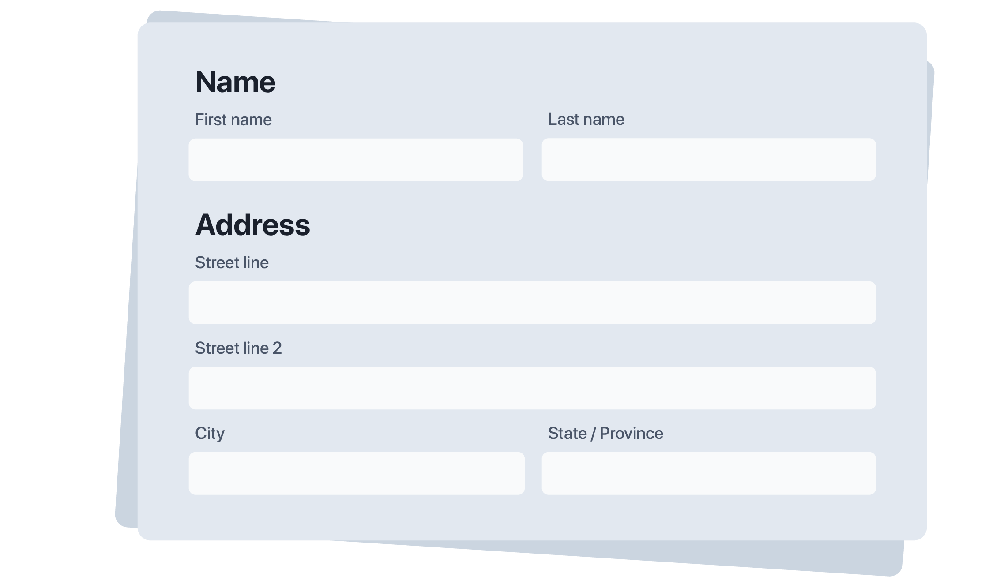 Name
First name Last name
Address
Street line
Street line 2
City State / Province